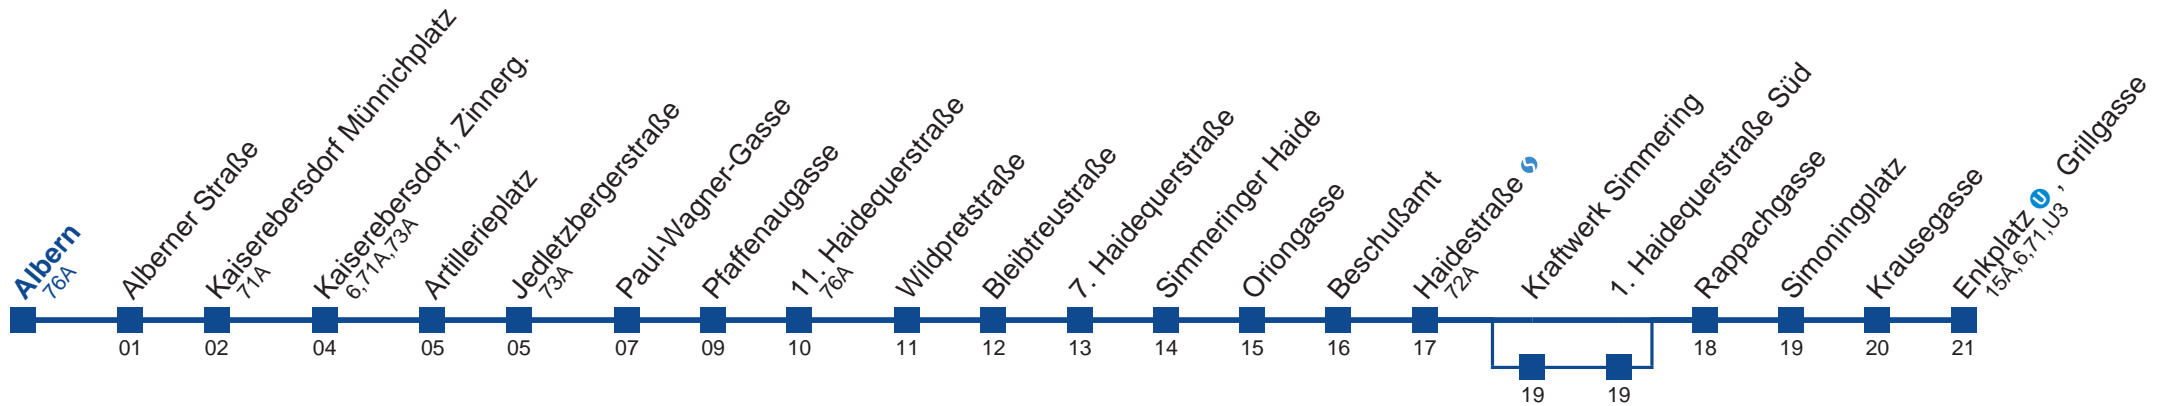 Albern
76A
Alberner Straße
01
Kaiserebersdorf Münnichplatz
71A
02
Kaiserebersdorf, Zinnerg.
6,71A,73A
04
Artillerieplatz
05
Jedletzbergerstraße
73A
05
Paul-Wagner-Gasse
07
Pfaffenaugasse
09
11. Haidequerstraße
76A
10
Wildpretstraße
11
Bleibtreustraße
12
7. Haidequerstraße
13
Simmeringer Haide
14
Oriongasse
15
Beschußamt
16
Haidestraße S
72A
17
Kraftwerk Simmering
19
1. Haidequerstraße Süd
19
Rappachgasse
18
Simoningplatz
19
Krausegasse
20
Enkplatz U , Grillgasse
15A,6,71,U3
21